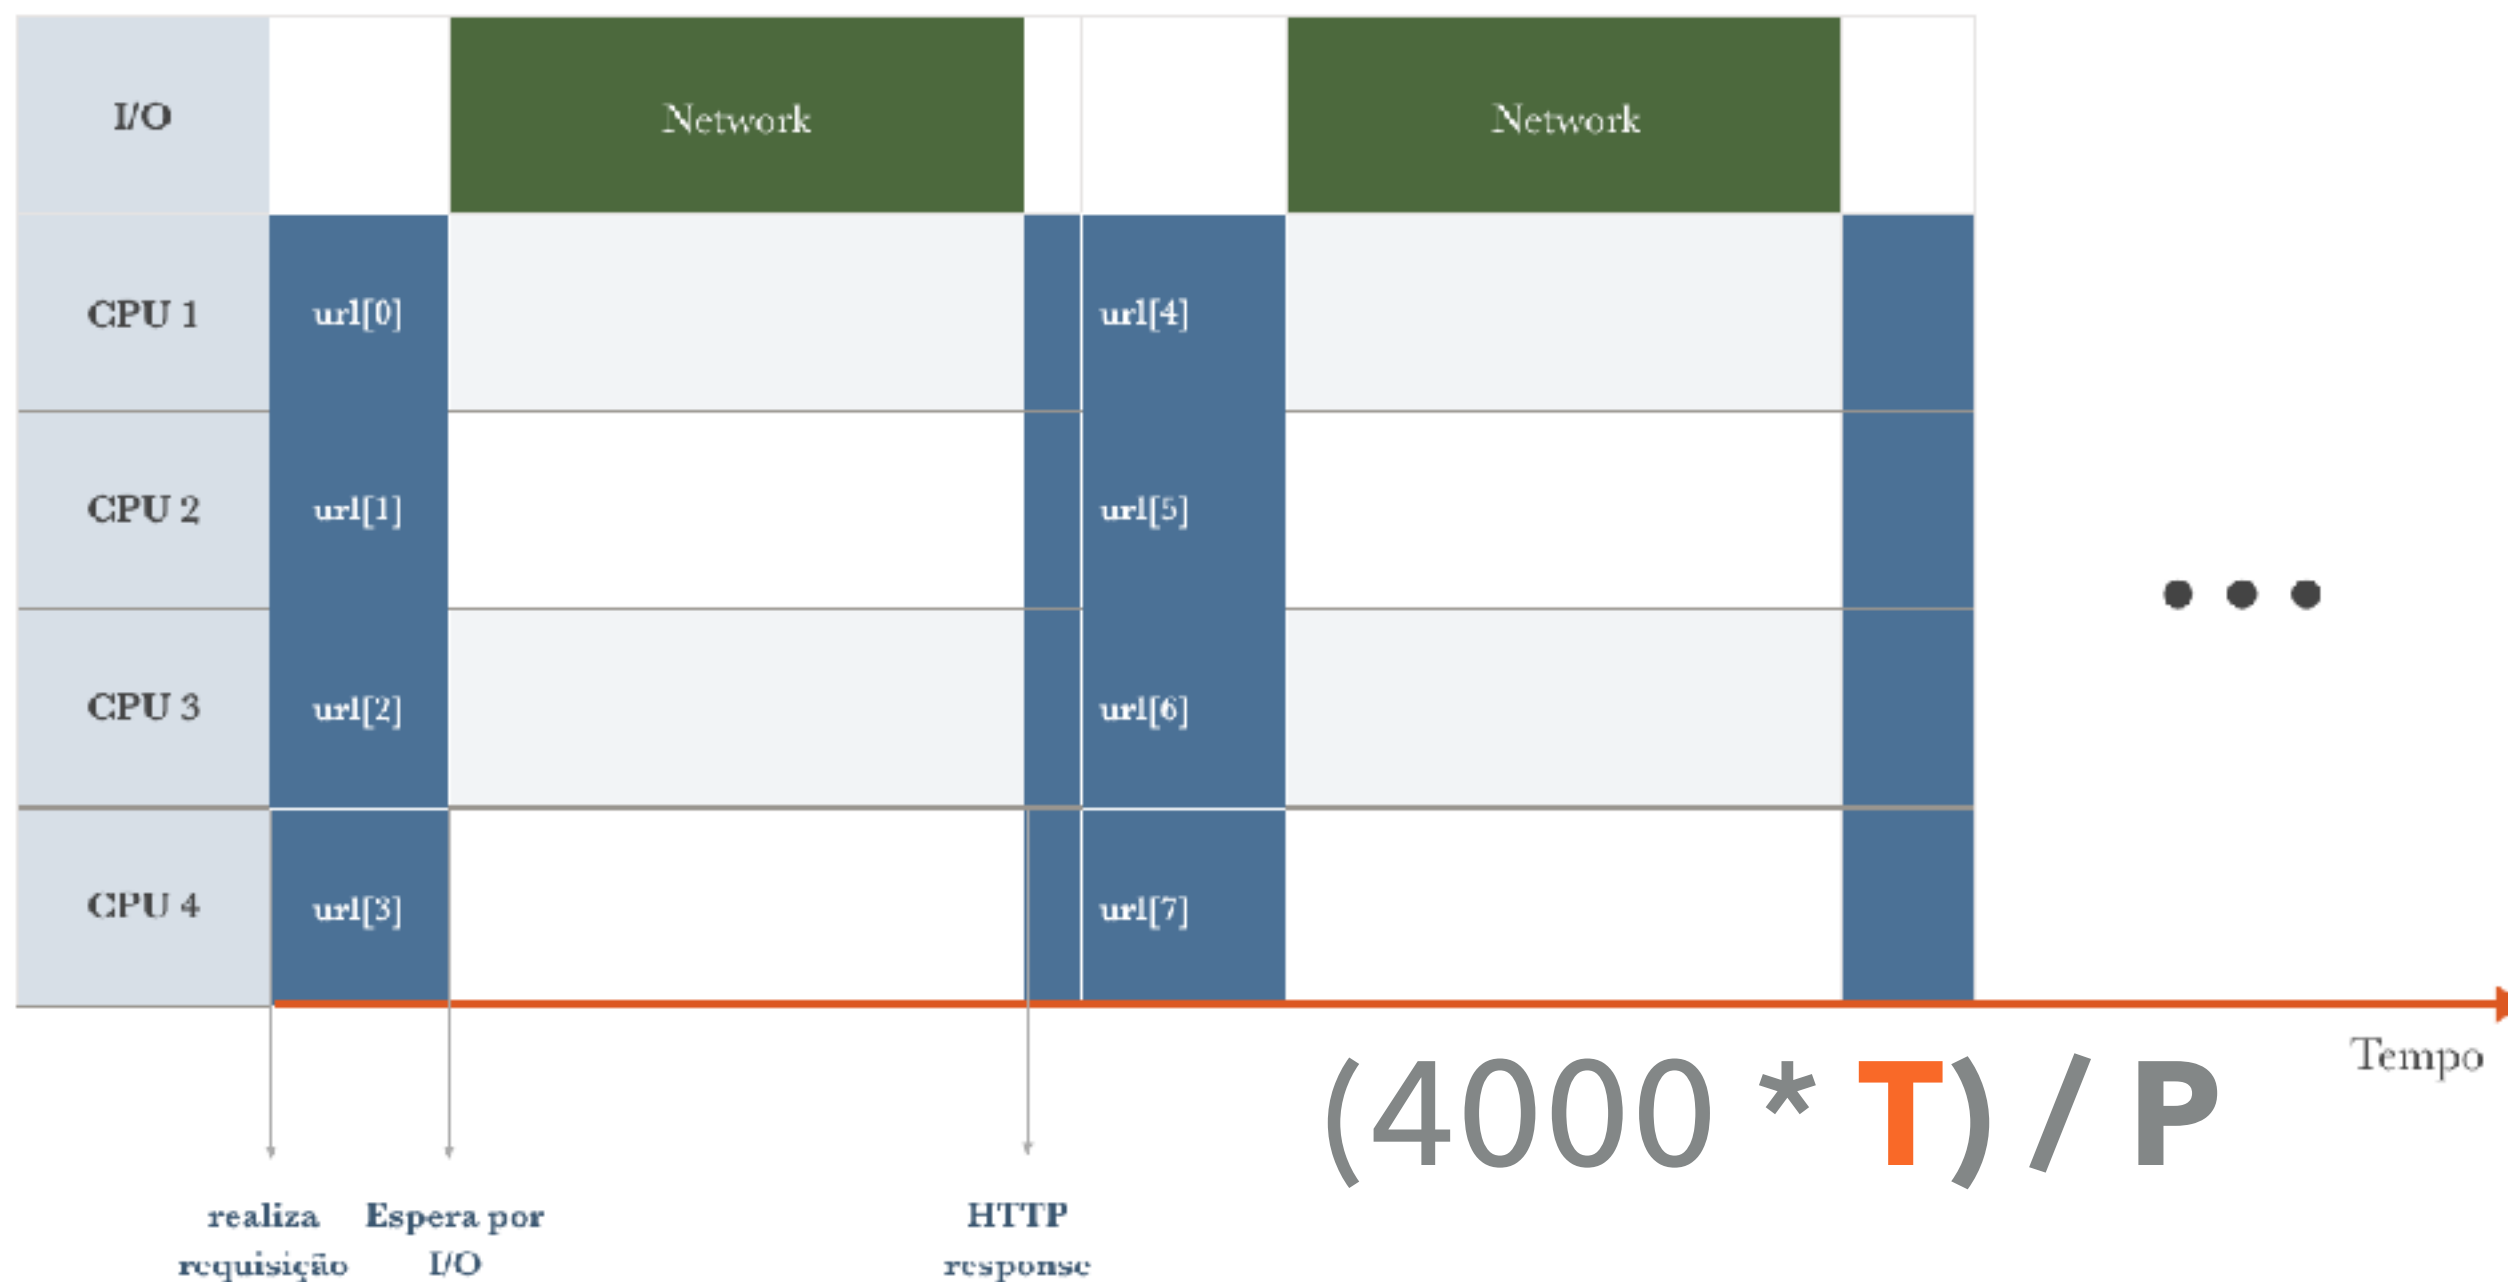 I/O
Network
Network
CPU 1
url[0]
url[4]
CPU 2
url[1]
url[5]
CPU 3
url[2]
url[6]
CPU 4
url[3]
url[7]
Tempo
(4000 * T) / P
realiza
requisição
Espera por
I/O
HTTP
response